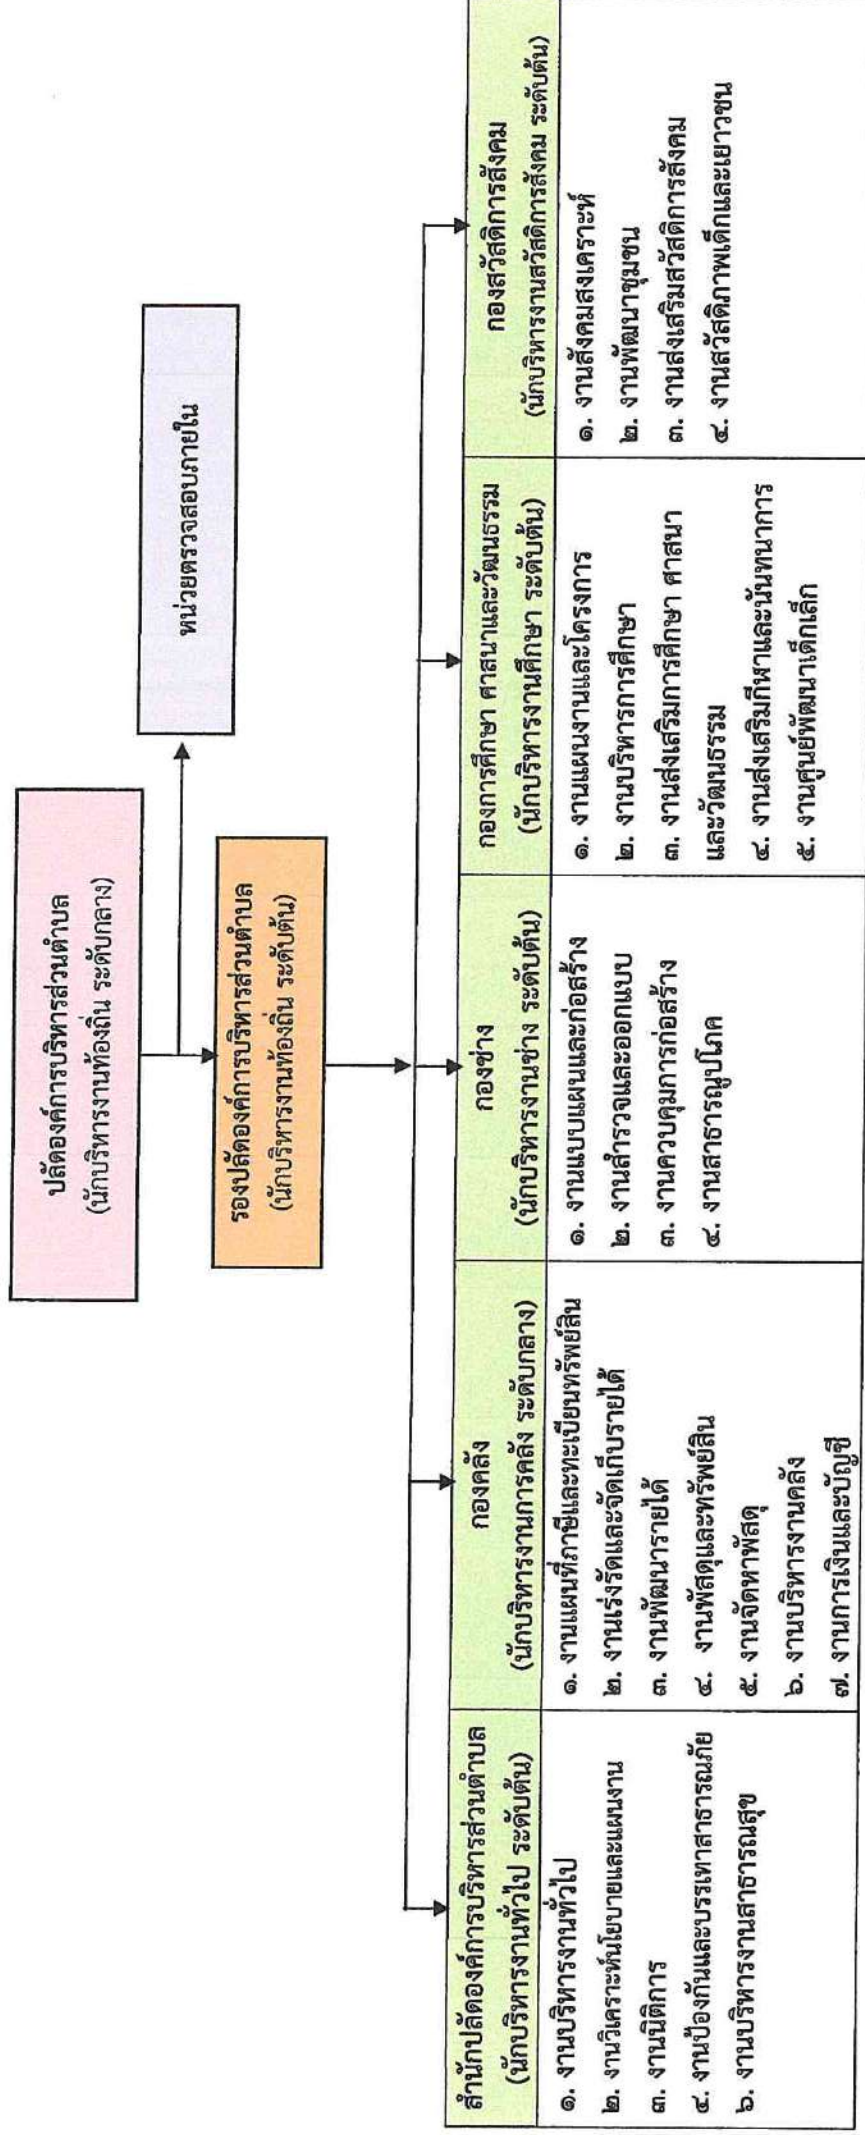 ปลัดองค์การบริหารส่วนตำบล
(นักบริหารงานท้องถิ่น ระดับกลาง)
หน่วยตรวจสอบภายใน
รองปลัดองค์การบริหารส่วนตำบล
(นักบริหารงานท้องถิ่น ระดับต้น)
สำนักปลัดองค์การบริหารส่วนตำบล
(นักบริหารงานทั่วไป ระดับต้น)
๑. งานบริหารงานทั่วไป
๒. งานวิเคราะห์นโยบายและแผนงาน
๓. งานนิติการ
๔. งานป้องกันและบรรเทาสาธารณภัย
๖. งานบริหารงานสาธารณสุข
กองคลัง
(นักบริหารงานการคลัง ระดับกลาง)
๑. งานแผนที่ภาษีและทะเบียนทรัพย์สิน
๒. งานเร่งรัดและจัดเก็บรายได้
๓. งานพัฒนารายได้
๔. งานพัสดุและทรัพย์สิน
๕. งานจัดหาพัสดุ
๖. งานบริหารงานคลัง
๗. งานการเงินและบัญชี
กองช่าง
(นักบริหารงานช่าง ระดับต้น)
๑. งานแบบแผนและก่อสร้าง
๒. งานสำรวจและออกแบบ
๓. งานควบคุมการก่อสร้าง
๔. งานสาธารณูปโภค
กองการศึกษา ศาสนาและวัฒนธรรม
(นักบริหารงานศึกษา ระดับต้น)
๑. งานแผนงานและโครงการ
๒. งานบริหารการศึกษา
๓. งานส่งเสริมการศึกษา ศาสนา
และวัฒนธรรม
๔. งานส่งเสริมกีฬาและนันทนาการ
๕. งานศูนย์พัฒนาเด็กเล็ก
กองสวัสดิการสังคม
(นักบริหารงานสวัสดิการสังคม ระดับต้น)
๑. งานสังคมสงเคราะห์
๒. งานพัฒนาชุมชน
๓. งานส่งเสริมสวัสดิการสังคม
๔. งานสวัสดิภาพเด็กและเยาวชน